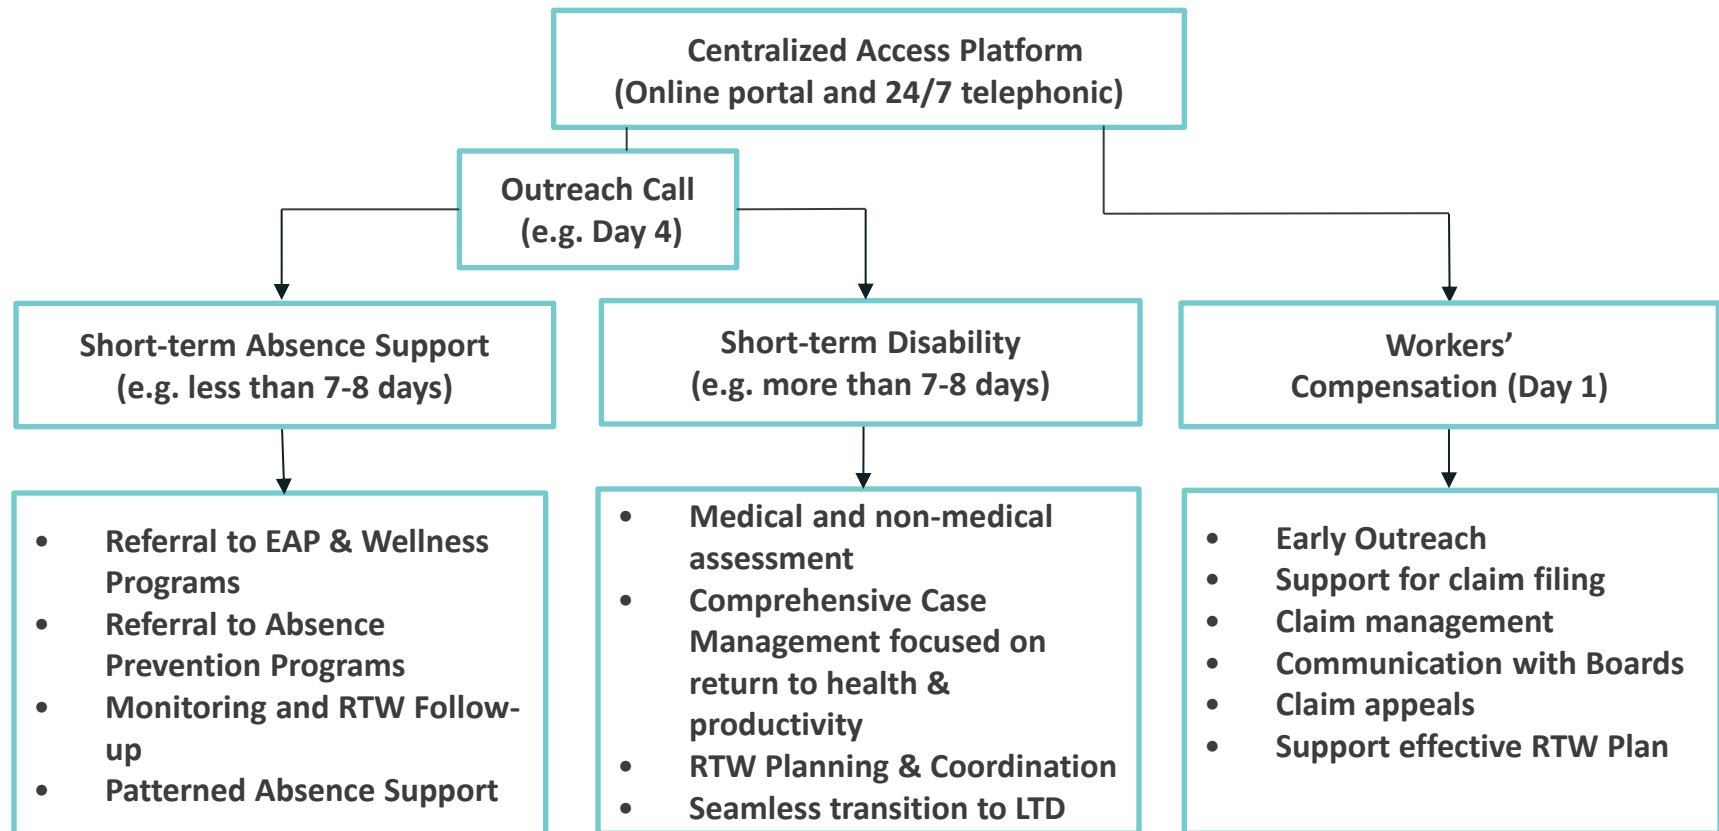 Centralized Access Platform
(Online portal and 24/7 telephonic)
Outreach Call
(e.g. Day 4)
Short-term Absence Support
(e.g. less than 7-8 days)
Short-term Disability
(e.g. more than 7-8 days)
Workers’
Compensation (Day 1)
• Referral to EAP & Wellness
Programs
• Referral to Absence
Prevention Programs
• Monitoring and RTW Follow-
up
• Patterned Absence Support
• Medical and non-medical
assessment
• Comprehensive Case
Management focused on
return to health &
productivity
• RTW Planning & Coordination
• Seamless transition to LTD
• Early Outreach
• Support for claim filing
• Claim management
• Communication with Boards
• Claim appeals
• Support effective RTW Plan